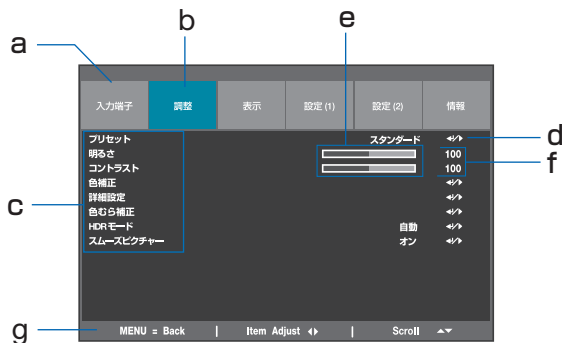 a
b
e
入力端子 調整 表示 設定(1) 設定(2) 情報
プリセット スタンダード
d
明るさ 100
f
コントラスト 100
色補正
c
詳細設定
色むら補正
HDRモード 自動
スムーズピクチャー オン
g
MENU = Back | Item Adjust | Scroll